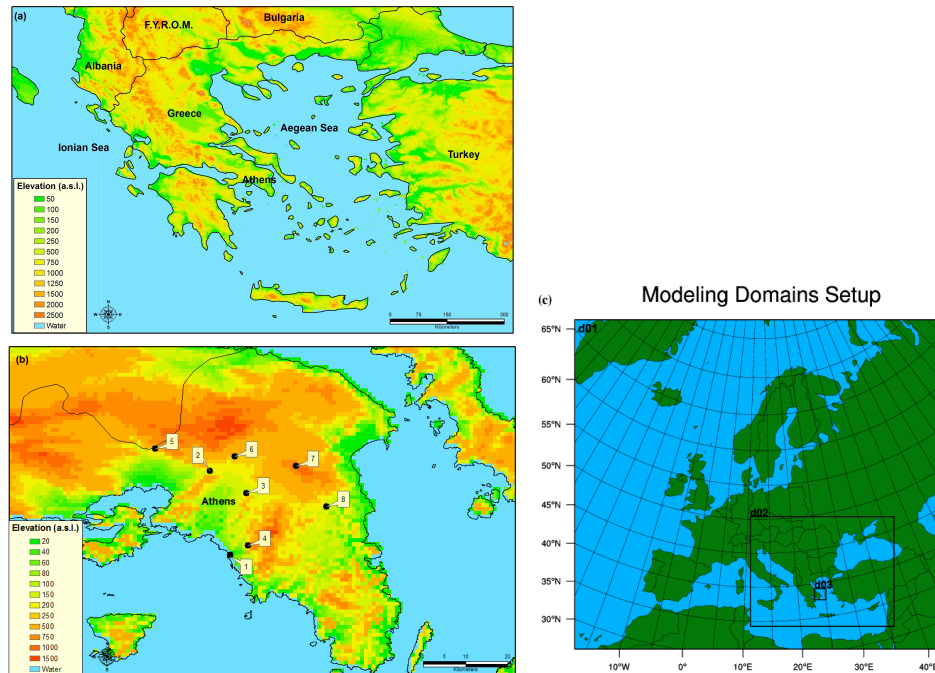 (a)
Bulgaria
F.Y.R.O.M.
Albania
Greece
Aegean Sea
Ionian Sea
Turkey
Athens
Elevation (a.s.l.)
50
100
150
200
250
500
750
1000
1250
1500
2000
2500
Water
N
W E
S
0 75 150 300
Kilometers
(b)
5
2
6
7
3
8
Athens
4
1
Elevation (a.s.l.)
20
40
60
80
100
150
200
250
500
750
1000
1500
Water
5 10 20
Kilometers
(c)
Modeling Domains Setup
d01
65°N
60°N
55°N
50°N
45°N
40°N
35°N
30°N
d02
d03
10°W 0° 10°E 20°E 30°E 40°E